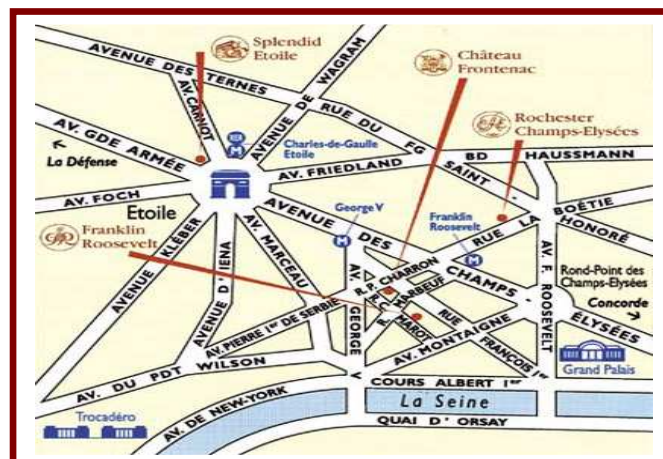 Splendid
Etoile
Château
Frontenac
Rochester
Champs-Elysées
AVENUE DES TERNES
AV. CARNOT
AVENUE DE WAGRAM
RUE DU FG
SAINT-
HONORÉ
AV. GDE ARMÉE
La Défense
Charles-de-Gaulle
Etoile
AV. FRIEDLAND
BD HAUSSMANN
AV. FOCH
Etoile
George V
Franklin
Roosevelt
RUE LA BOËTIE
Franklin
Roosevelt
AVENUE KLÉBER
AVENUE D'IENA
AV. MARCEAU
AVENUE DES CHAMPS-
ÉLYSÉES
AV. F. ROOSEVELT
Rond-Point des
Champs-Elysées
Concorde
R. P. CHARRON
R. MARBEUF
R. MAROT
AV. GEORGE V
AV. PIERRE 1er DE SERBIE
RUE FRANÇOIS 1er
AV. MONTAIGNE
Grand Palais
AV. DU PDT WILSON
COURS ALBERT 1er
Trocadéro
AV. DE NEW-YORK
La Seine
QUAI D'ORSAY